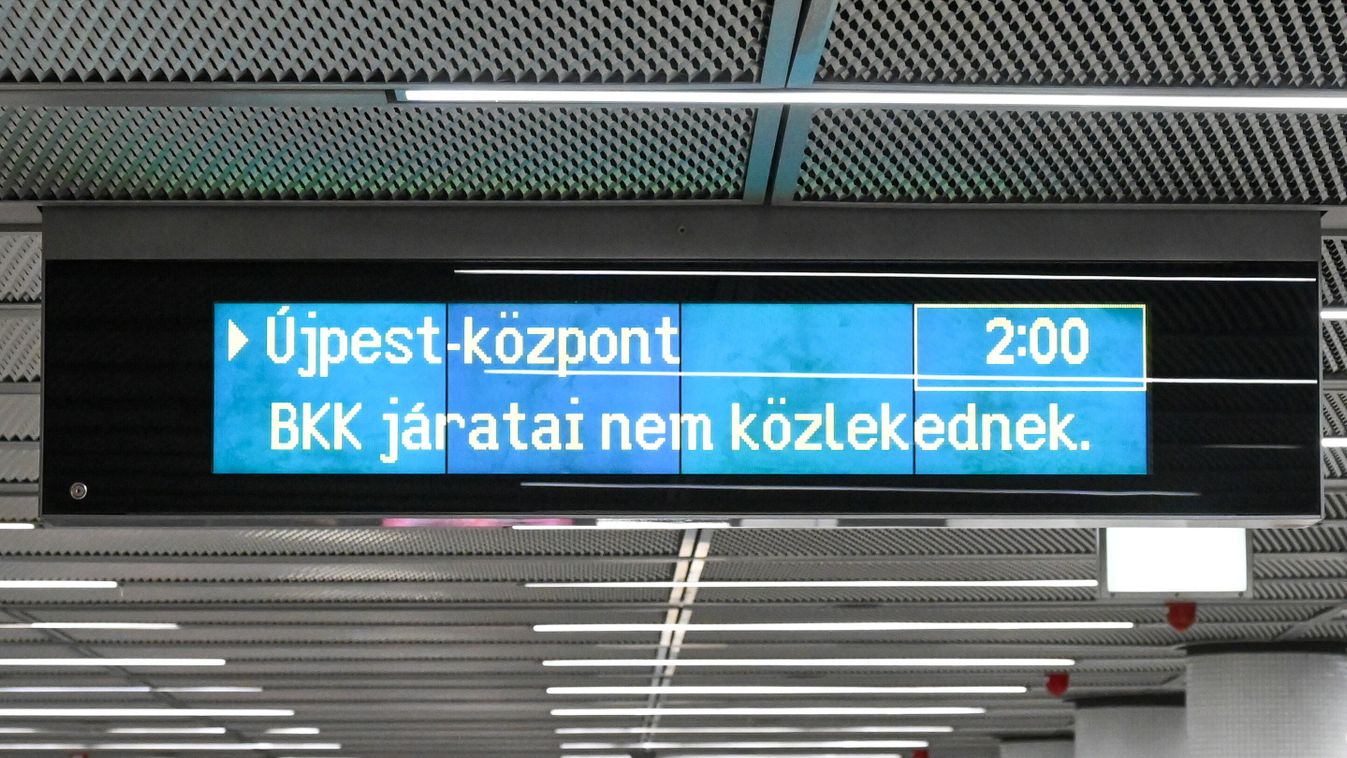 Újpest-központ 2:00
BKK járatai nem közlekednek.